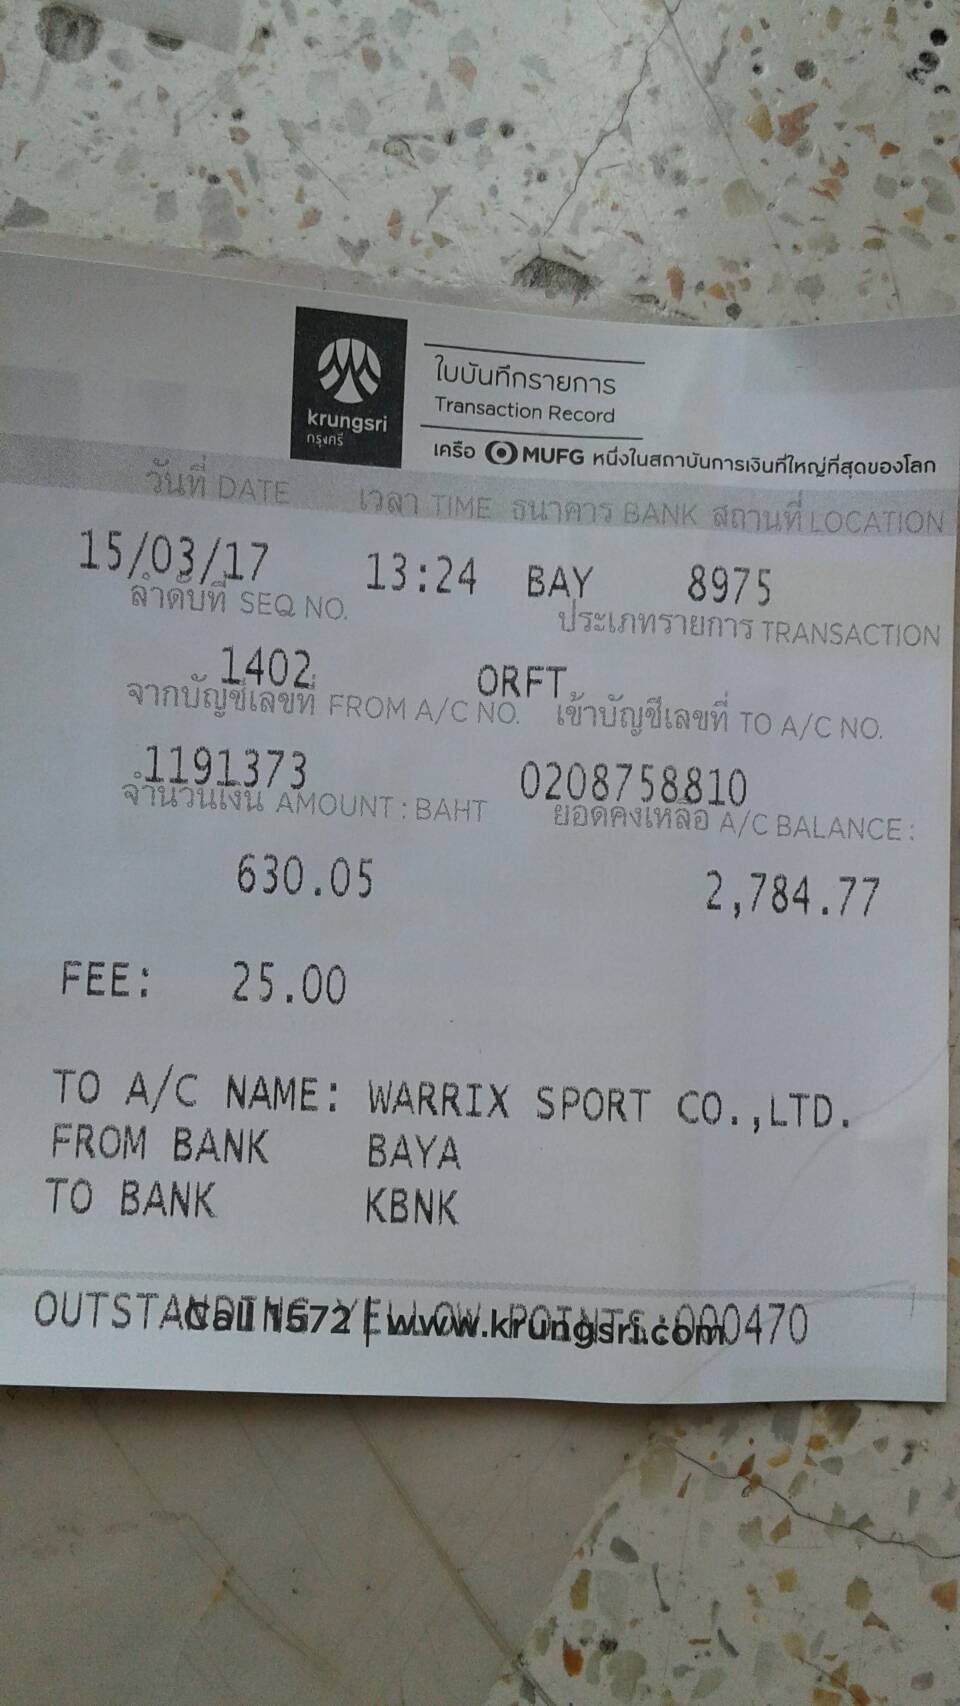 krungsri
กรุงศรี
ใบบันทึกรายการ
Transaction Record
เครือ MUFG หนึ่งในสถาบันการเงินที่ใหญ่ที่สุดของโลก
วันที่ DATE เวลา TIME ธนาคาร BANK สถานที่ LOCATION
15/03/17 13:24 BAY 8975
ลำดับที่ SEQ NO. ประเภทรายการ TRANSACTION
1402 ORFT
จากบัญชีเลขที่ FROM A/C NO. เข้าบัญชีเลขที่ TO A/C NO.
1191373 0208758810
จำนวนเงิน AMOUNT : BAHT ยอดคงเหลือ A/C BALANCE :
630.05 2,784.77
FEE: 25.00
TO A/C NAME: WARRIX SPORT CO.,LTD.
FROM BANK BAYA
TO BANK KBNK
OUTSTANDING YELLOW POINTS:000470
Call 1572 | www.krungsri.com